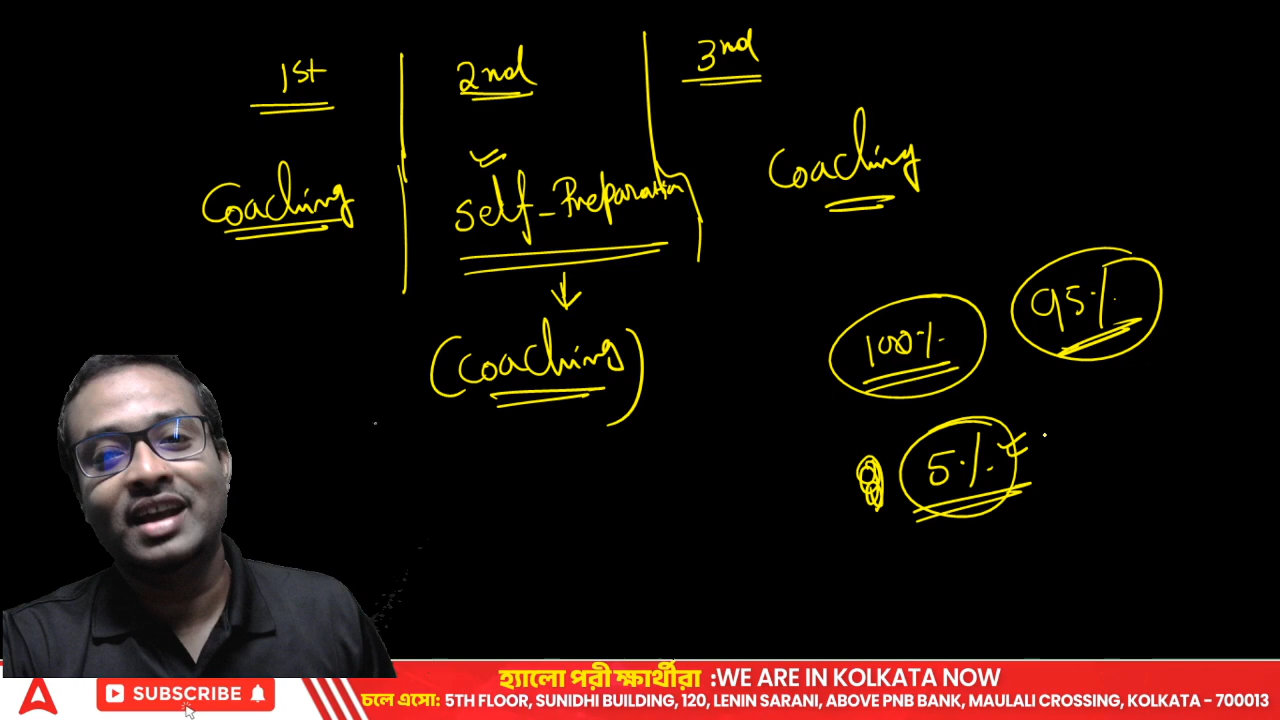 1st
2nd
3nd
Coaching
self-Preparation
Coaching
(Coaching)
100%
95%
5%
হ্যালো পরীক্ষার্থীরা :WE ARE IN KOLKATA NOW
SUBSCRIBE
চলে এসো: 5TH FLOOR, SUNIDHI BUILDING, 120, LENIN SARANI, ABOVE PNB BANK, MAULALI CROSSING, KOLKATA - 700013